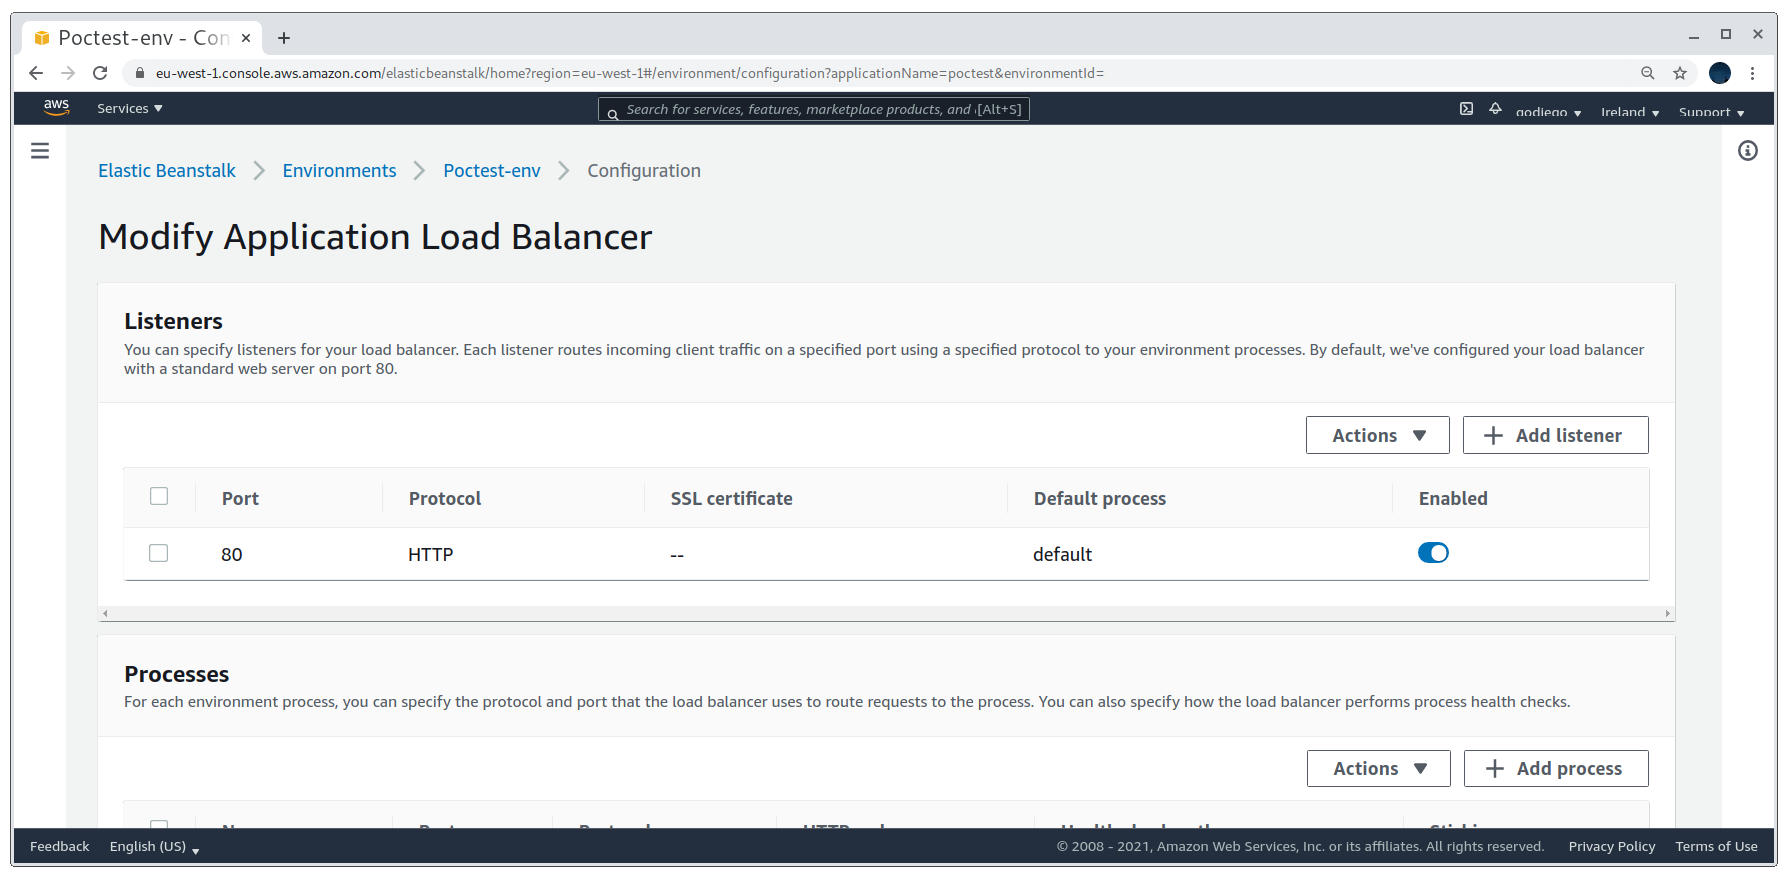 Poctest-env - Con
eu-west-1.console.aws.amazon.com/elasticbeanstalk/home?region=eu-west-1#/environment/configuration?applicationName=poctest&environmentId=
aws Services Search for services, features, marketplace products, and [Alt+S] godiego Ireland Support
Elastic Beanstalk Environments Poctest-env Configuration
Modify Application Load Balancer
Listeners
You can specify listeners for your load balancer. Each listener routes incoming client traffic on a specified port using a specified protocol to your environment processes. By default, we've configured your load balancer
with a standard web server on port 80.
Actions Add listener
Port Protocol SSL certificate Default process Enabled
80 HTTP -- default
Processes
For each environment process, you can specify the protocol and port that the load balancer uses to route requests to the process. You can also specify how the load balancer performs process health checks.
Actions Add process
Feedback English (US) © 2008 - 2021, Amazon Web Services, Inc. or its affiliates. All rights reserved. Privacy Policy Terms of Use